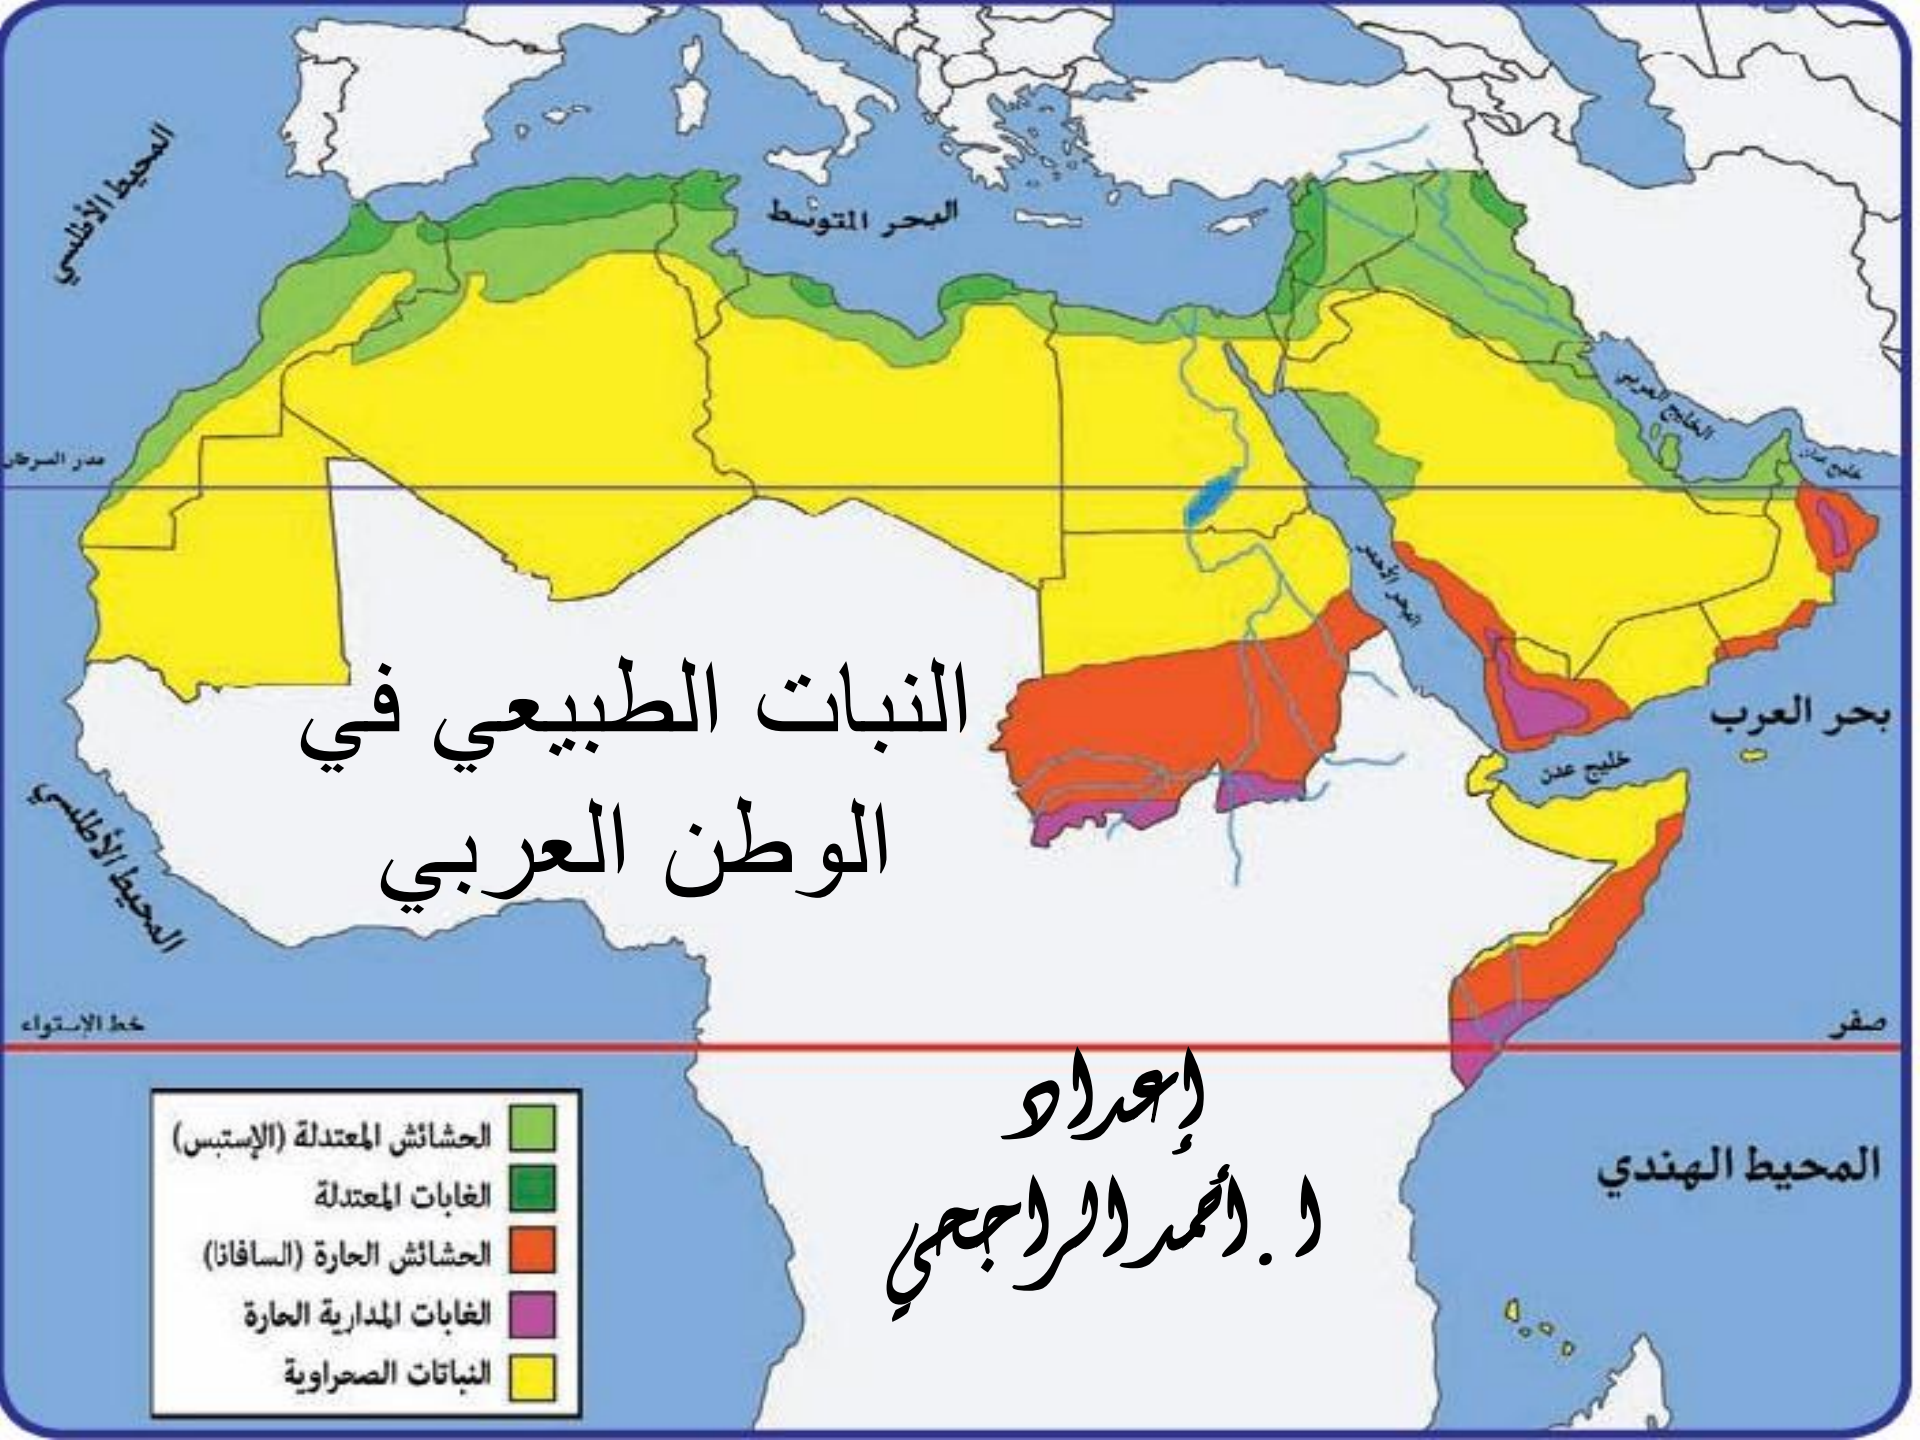 المحيط الأطلسي
البحر المتوسط
الخليج العربي
خليج عمان
مدار السرطان
البحر الأحمر
النبات الطبيعي في
الوطن العربي
بحر العرب
خليج عدن
المحيط الأطلسي
خط الإستواء
صفر
إعداد
ا.أحمد الراجحي
المحيط الهندي
الحشائش المعتدلة (الإستبس)
الغابات المعتدلة
الحشائش الحارة (السافانا)
الغابات المدارية الحارة
النباتات الصحراوية